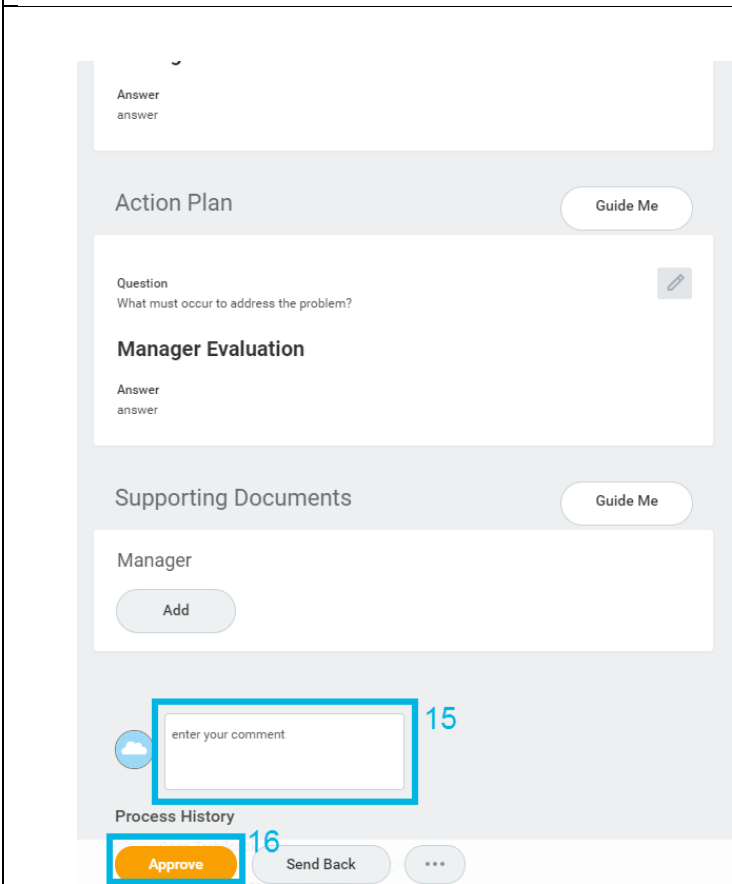 Answer
answer
Action Plan
Guide Me
Question
What must occur to address the problem?
Manager Evaluation
Answer
answer
Supporting Documents
Guide Me
Manager
Add
enter your comment
15
Process History
16
Approve
Send Back